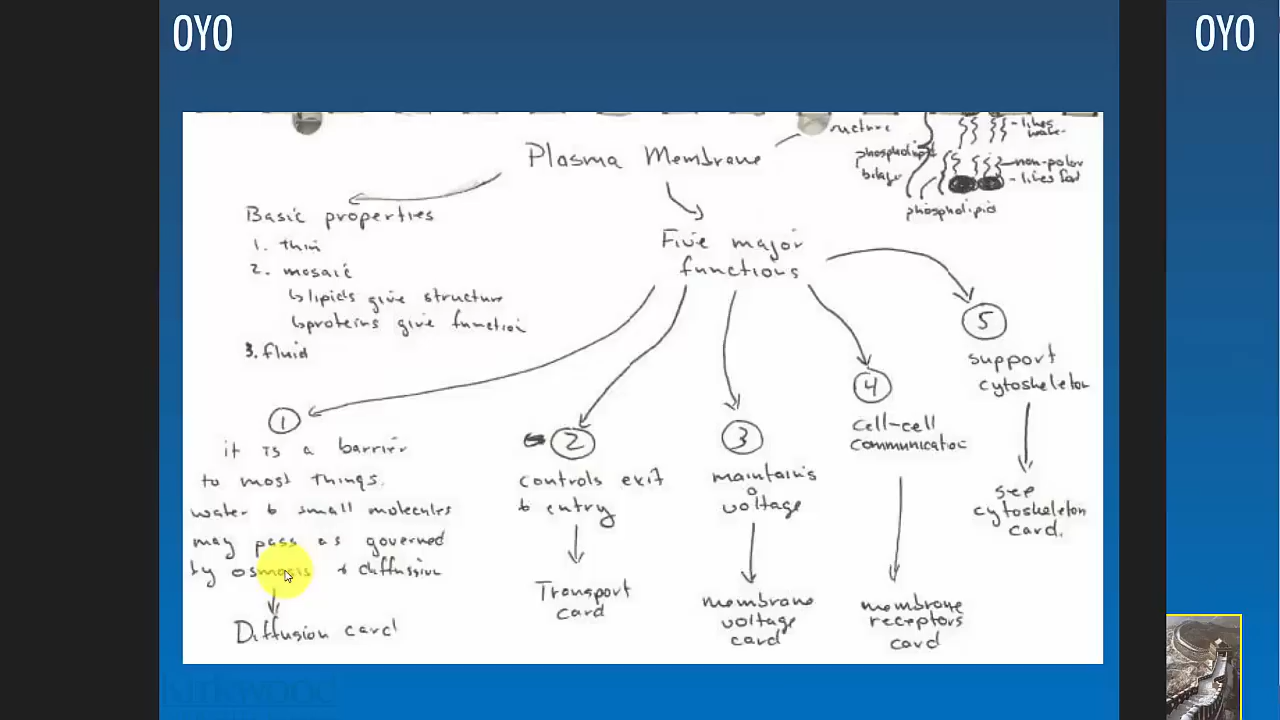 OYO
OYO
Plasma Membrane
ructure
phospholipid
bilayer
- likes
water
- non-polar
- likes fat
phospholipid
Basic properties
1. thin
2. mosaic
↳ lipids give structure
↳ proteins give function
3. fluid
Five major
functions
1
it is a barrier
to most things.
water & small molecules
may pass as governed
by osmosis & diffussion
Diffusion card
2
controls exit
& entry
Transport
card
3
maintains
a
voltage
membrane
voltage
card
4
cell-cell
communication
membrane
receptors
card
5
support
cytoskeleton
see
cytoskeleton
card.
Kirkwood